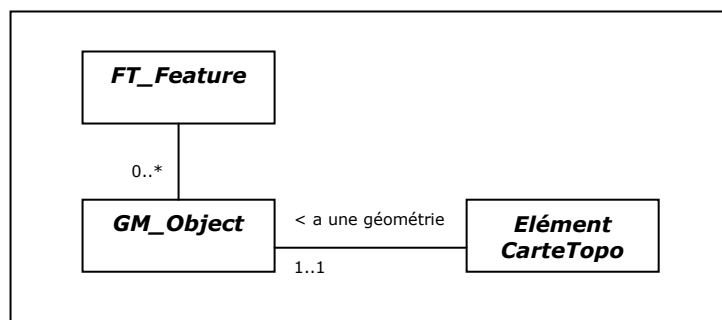 FT_Feature
0..*
GM_Object
< a une géométrie
1..1
Elément
CarteTopo